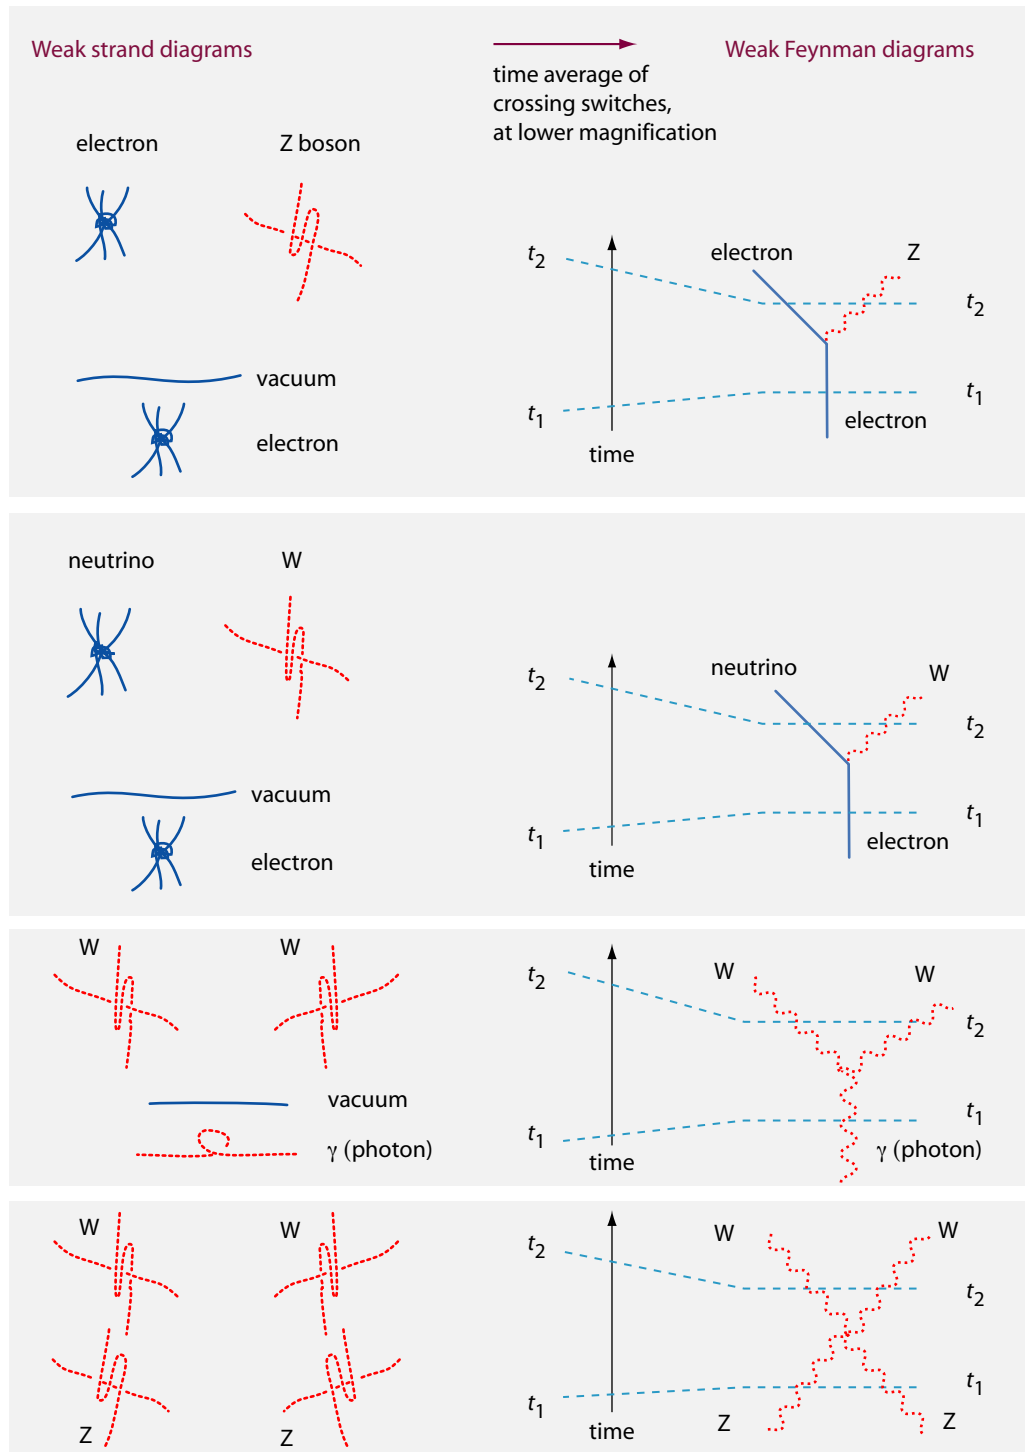 Weak strand diagrams
time average of
crossing switches,
at lower magnification
Weak Feynman diagrams
electron
Z boson
vacuum
electron
t2
t1
time
electron
Z
t2
t1
electron
neutrino
W
vacuum
electron
t2
t1
time
neutrino
W
t2
t1
electron
W
W
vacuum
γ (photon)
t2
t1
time
W
W
t2
t1
γ (photon)
W
W
Z
Z
t2
t1
time
W
W
t2
t1
Z
Z